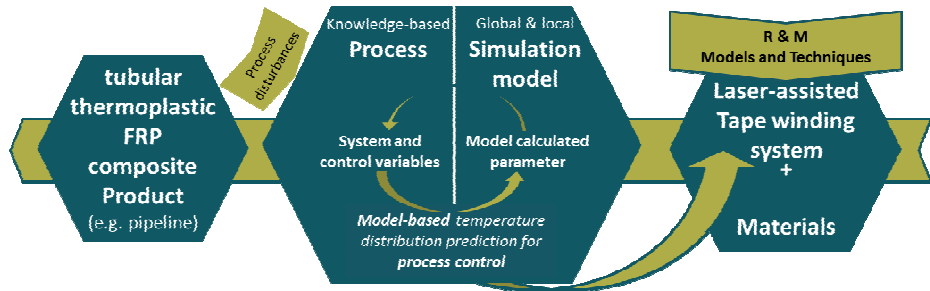 tubular
thermoplastic
FRP
composite
Product
(e.g. pipeline)
Process
disturbances
Knowledge-based
Process
System and
control variables
Global & local
Simulation
model
Model calculated
parameter
Model-based temperature
distribution prediction for
process control
R & M
Models and Techniques
Laser-assisted
Tape winding
system
+
Materials